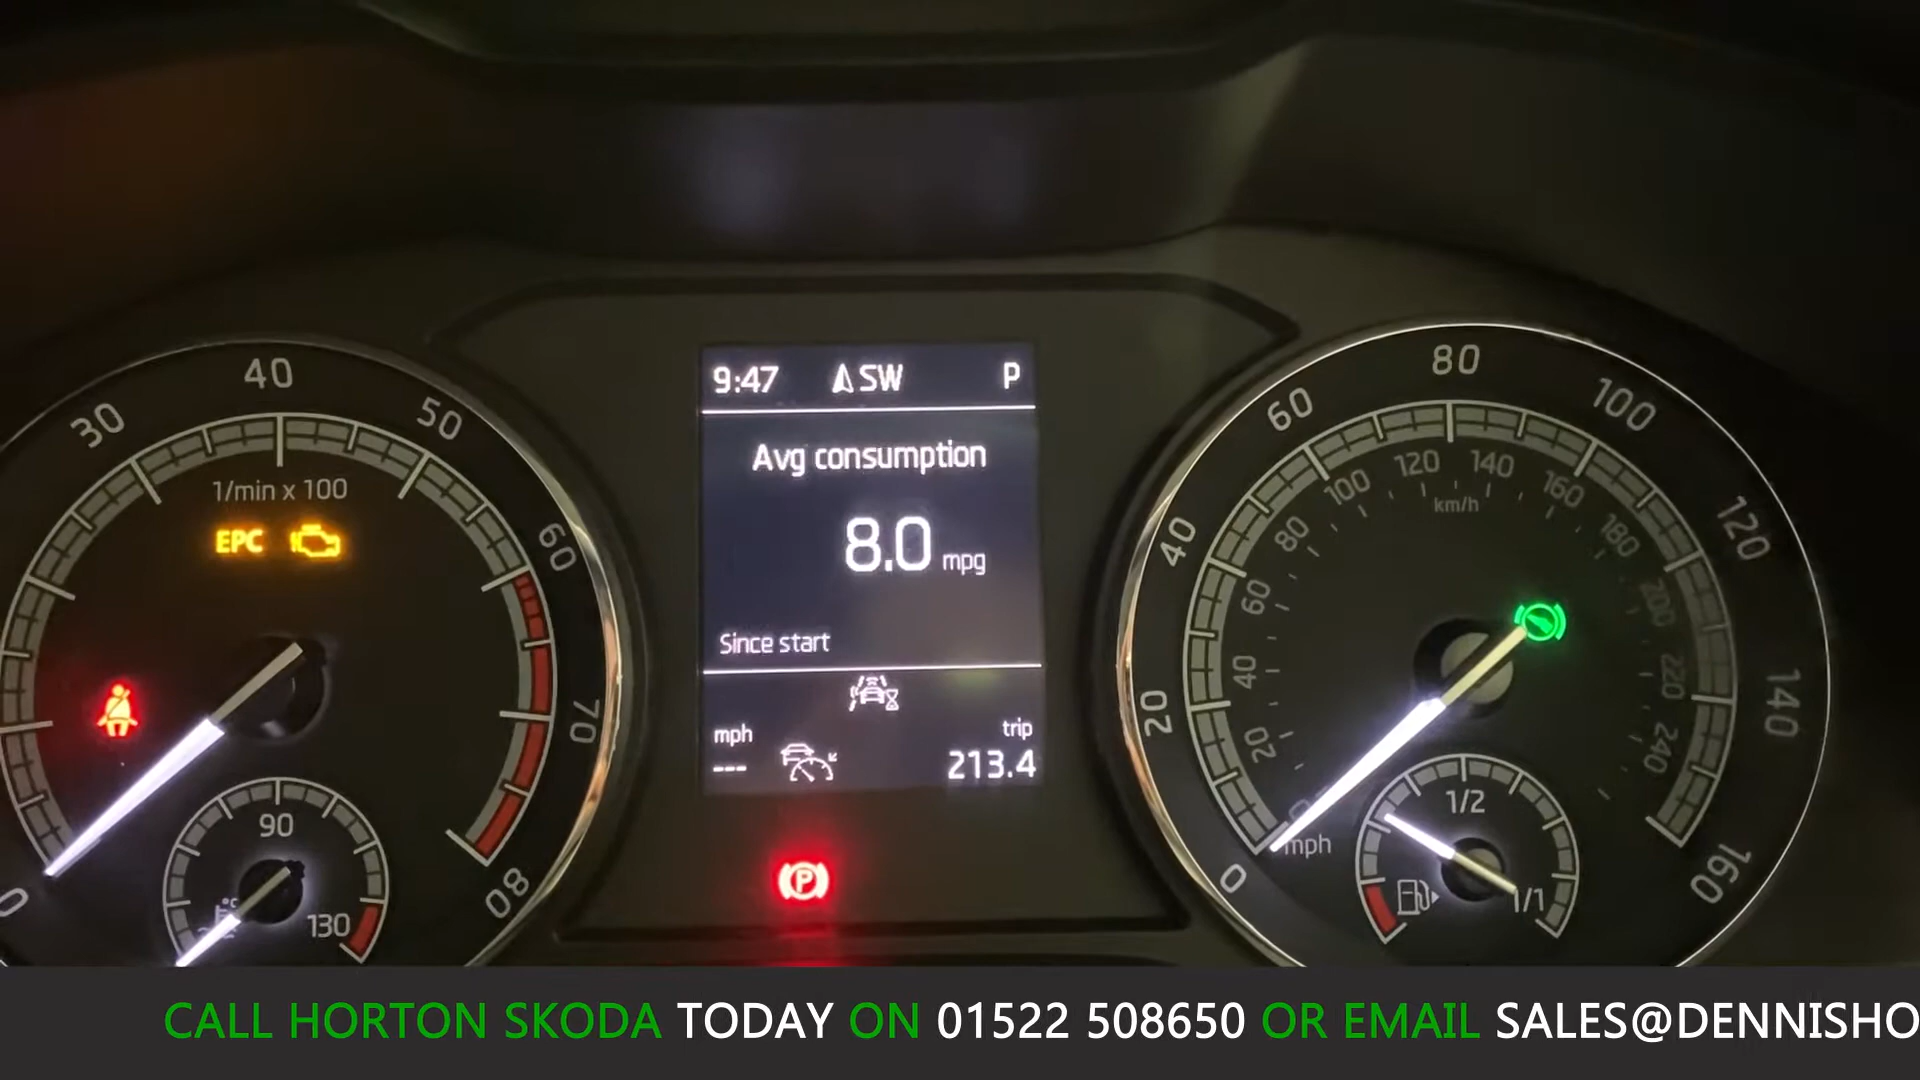 30
40
50
60
70
80
0
1/min x 100
EPC
90
°C
130
9:47 SW P
Avg consumption
8.0 mpg
Since start
mph trip
--- 213.4
P
0
20
40
60
80
100
120
140
160
20
40
60
80
100
120
140
160
180
200
220
240
km/h
mph
1/2
1/1
CALL HORTON SKODA TODAY ON 01522 508650 OR EMAIL SALES@DENNISHO